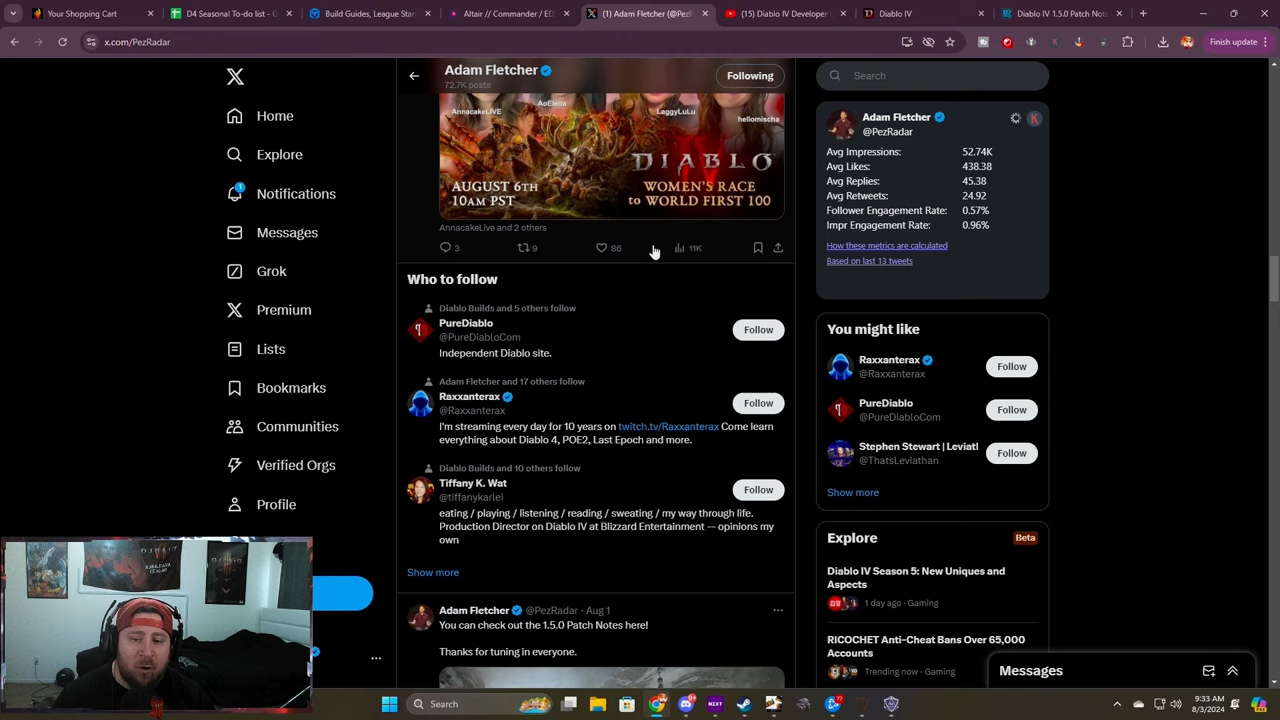 Your Shopping Cart
D4 Seasonal To-do list - G
Build Guides, League Sta
Altair // Commander / ED
(1) Adam Fletcher (@PezR
(15) Diablo IV Developer U
Diablo IV
Diablo IV 1.5.0 Patch Note
x.com/PezRadar
Finish update
Home
Explore
Notifications
1
Messages
Grok
Premium
Lists
Bookmarks
Communities
Verified Orgs
Profile
Adam Fletcher
72.7K posts
Following
AnnacakeLIVE
AoElena
LaggyLuLu
hellomischa
DIABLO
AUGUST 6TH
10AM PST
WOMEN'S RACE
to WORLD FIRST 100
AnnacakeLive and 2 others
3
9
86
11K
Who to follow
Diablo Builds and 5 others follow
PureDiablo
@PureDiabloCom
Follow
Independent Diablo site.
Adam Fletcher and 17 others follow
Raxxanterax
@Raxxanterax
Follow
I'm streaming every day for 10 years on twitch.tv/Raxxanterax Come learn
everything about Diablo 4, POE2, Last Epoch and more.
Diablo Builds and 10 others follow
Tiffany K. Wat
@tiffanykarlei
Follow
eating / playing / listening / reading / sweating / my way through life.
Production Director on Diablo IV at Blizzard Entertainment -- opinions my
own
Show more
Adam Fletcher @PezRadar · Aug 1
You can check out the 1.5.0 Patch Notes here!
Thanks for tuning in everyone.
Search
Adam Fletcher
@PezRadar
K
Avg Impressions: 52.74K
Avg Likes: 438.38
Avg Replies: 45.38
Avg Retweets: 24.92
Follower Engagement Rate: 0.57%
Impr Engagement Rate: 0.96%
How these metrics are calculated
Based on last 13 tweets
You might like
Raxxanterax
@Raxxanterax
Follow
PureDiablo
@PureDiabloCom
Follow
Stephen Stewart | Leviat
@ThatsLeviathan
Follow
Show more
Explore
Beta
Diablo IV Season 5: New Uniques and
Aspects
1 day ago · Gaming
RICOCHET Anti-Cheat Bans Over 65,000
Accounts
Trending now · Gaming
Messages
Search
NEXT
9:33 AM
8/3/2024